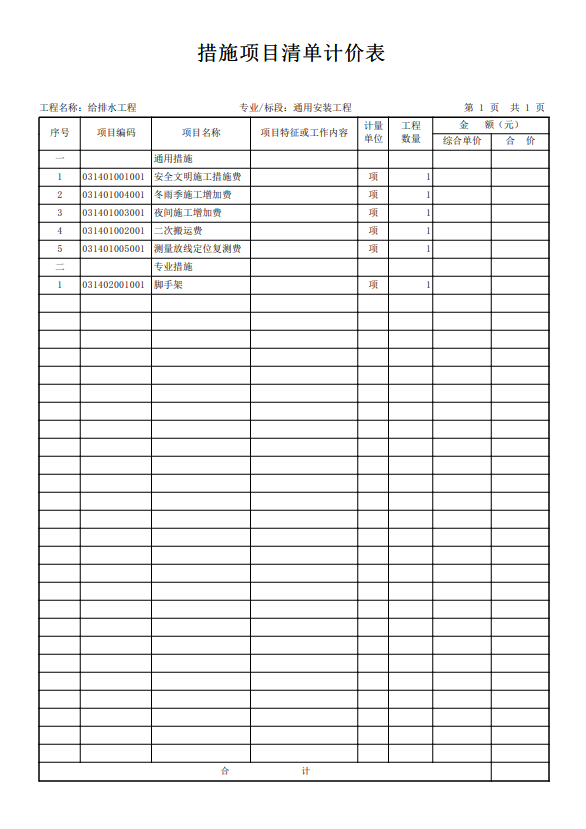 措施项目清单计价表
工程名称：给排水工程 专业/标段：通用安装工程 第 1 页 共 1 页
序号 项目编码 项目名称 项目特征或工作内容 计量单位 工程数量 金 额（元）
综合单价 合 价
一 通用措施
1 031401001001 安全文明施工措施费 项 1
2 031401004001 冬雨季施工增加费 项 1
3 031401003001 夜间施工增加费 项 1
4 031401002001 二次搬运费 项 1
5 031401005001 测量放线定位复测费 项 1
二 专业措施
1 031402001001 脚手架 项 1
合 计